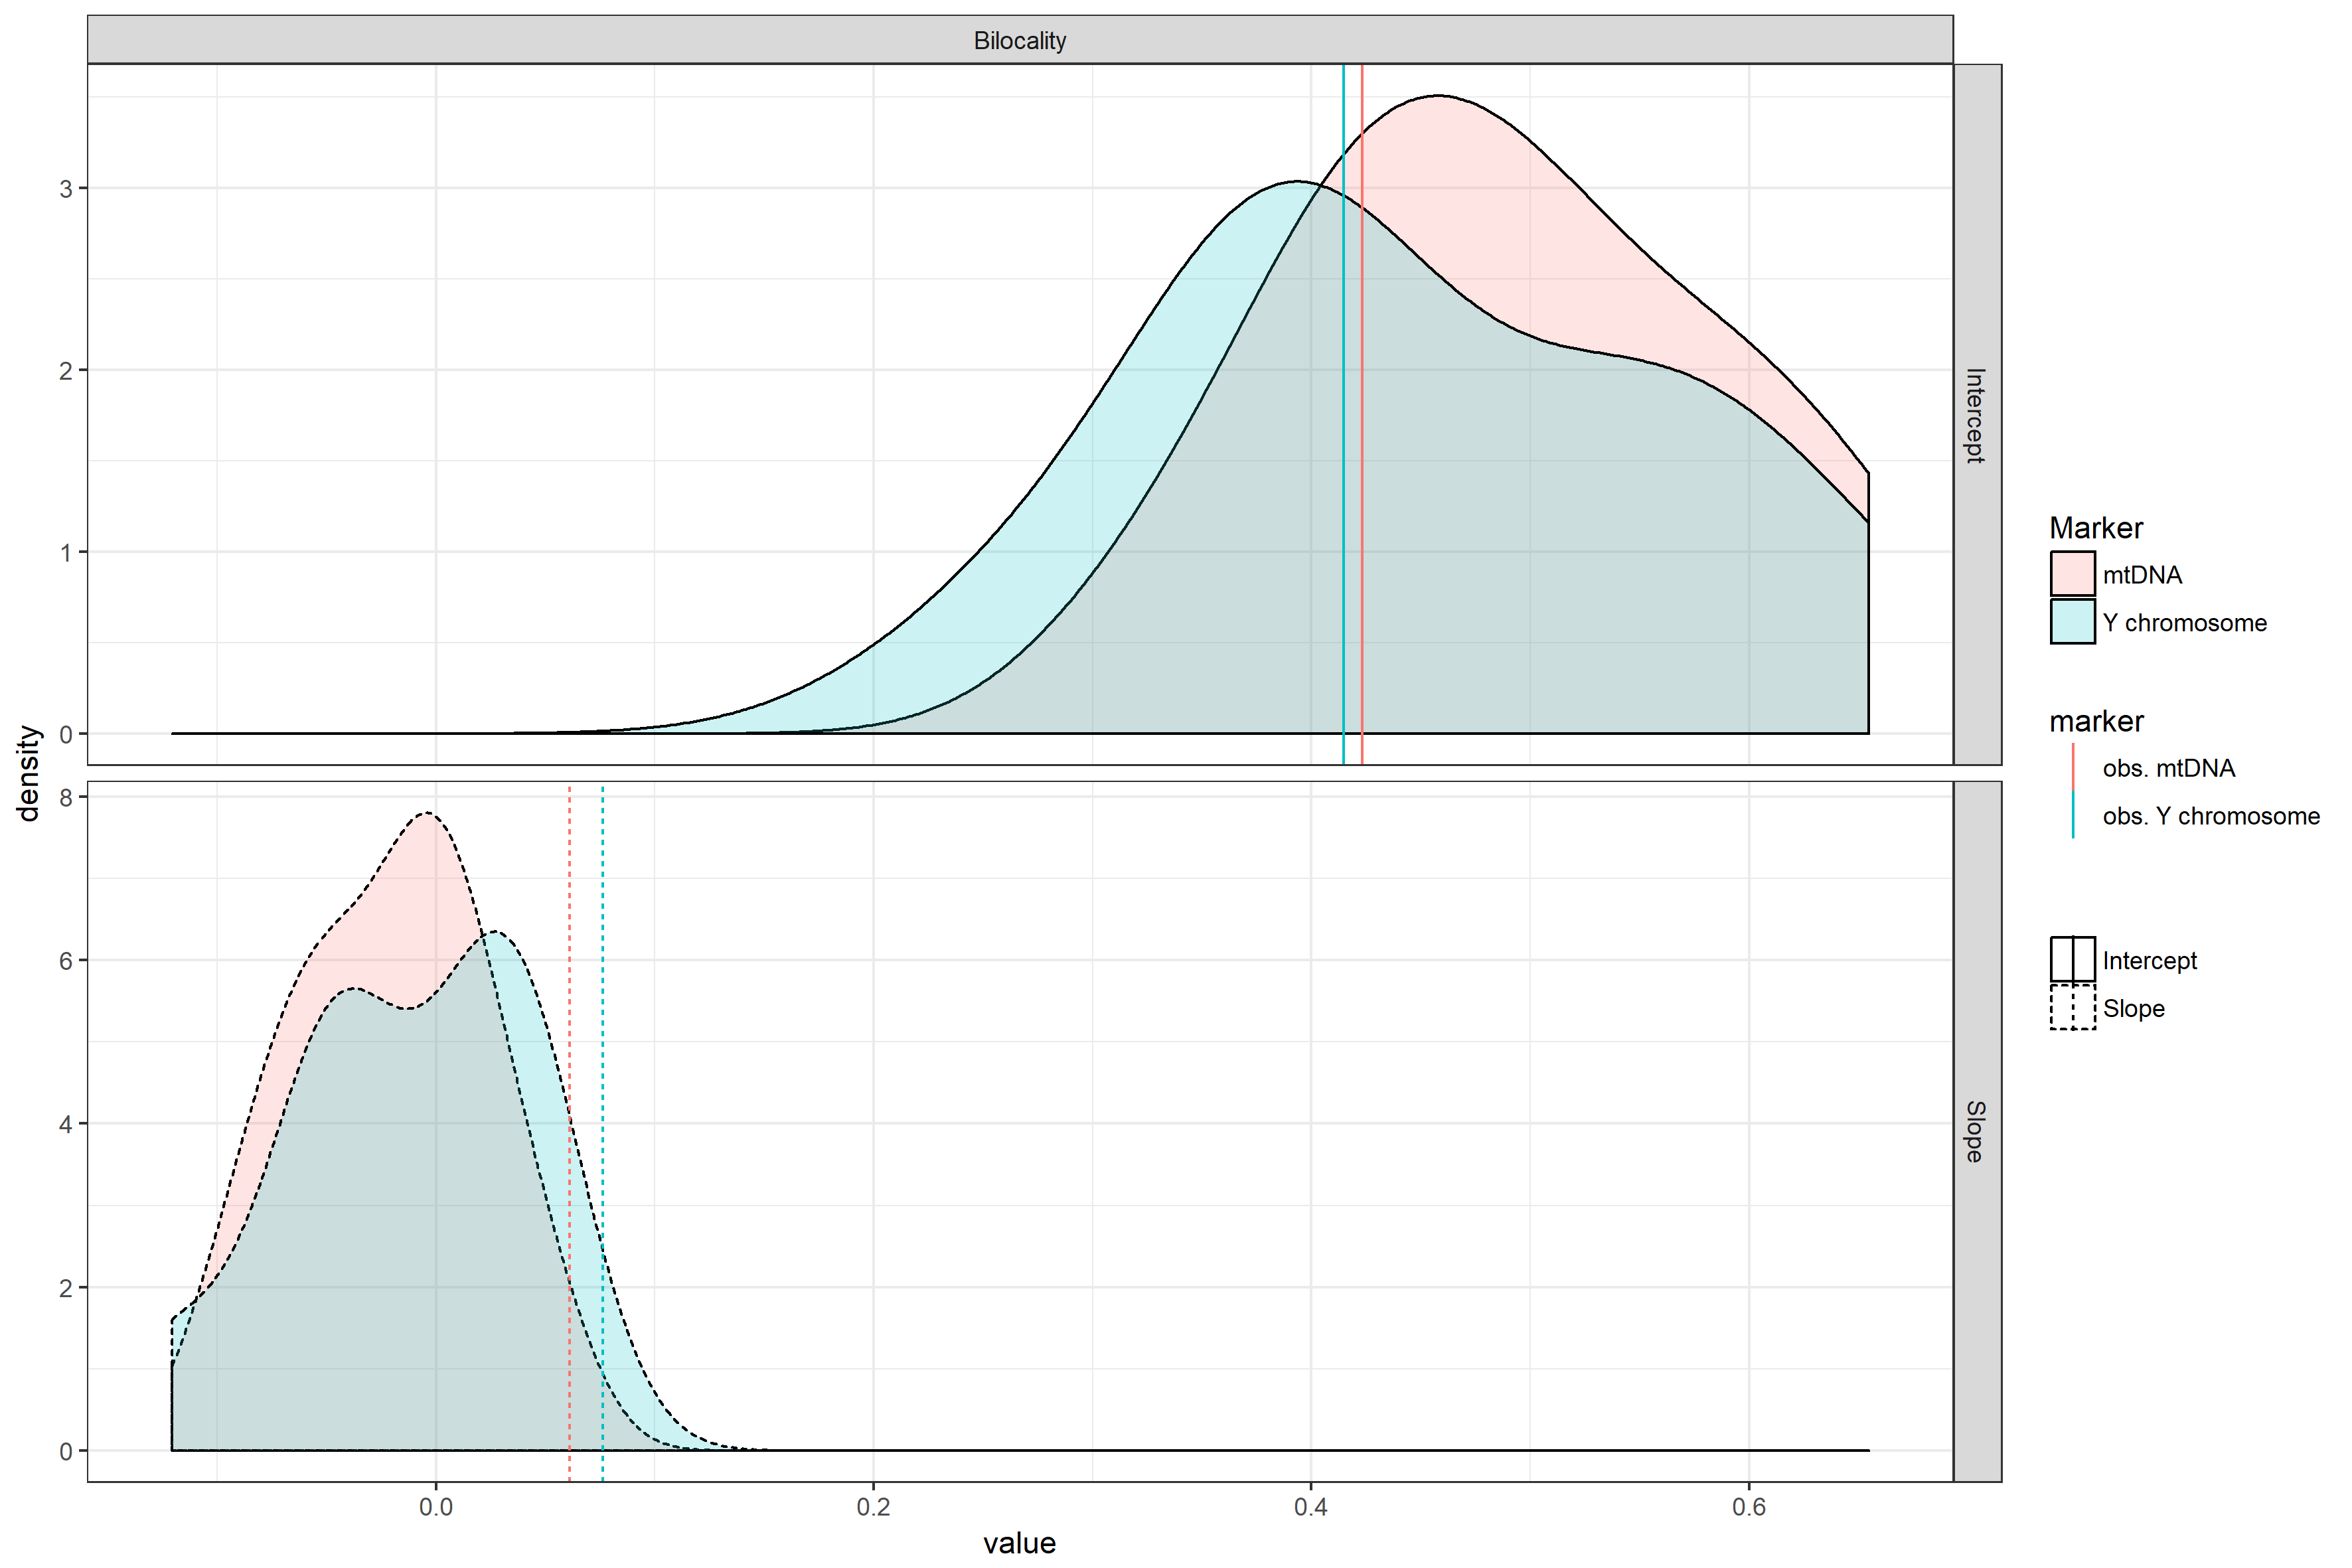 Bilocality
density
3
2
1
0
Intercept
8
6
4
2
0
Slope
0.0 0.2 0.4 0.6
value
Marker
mtDNA
Y chromosome
marker
obs. mtDNA
obs. Y chromosome
Intercept
Slope